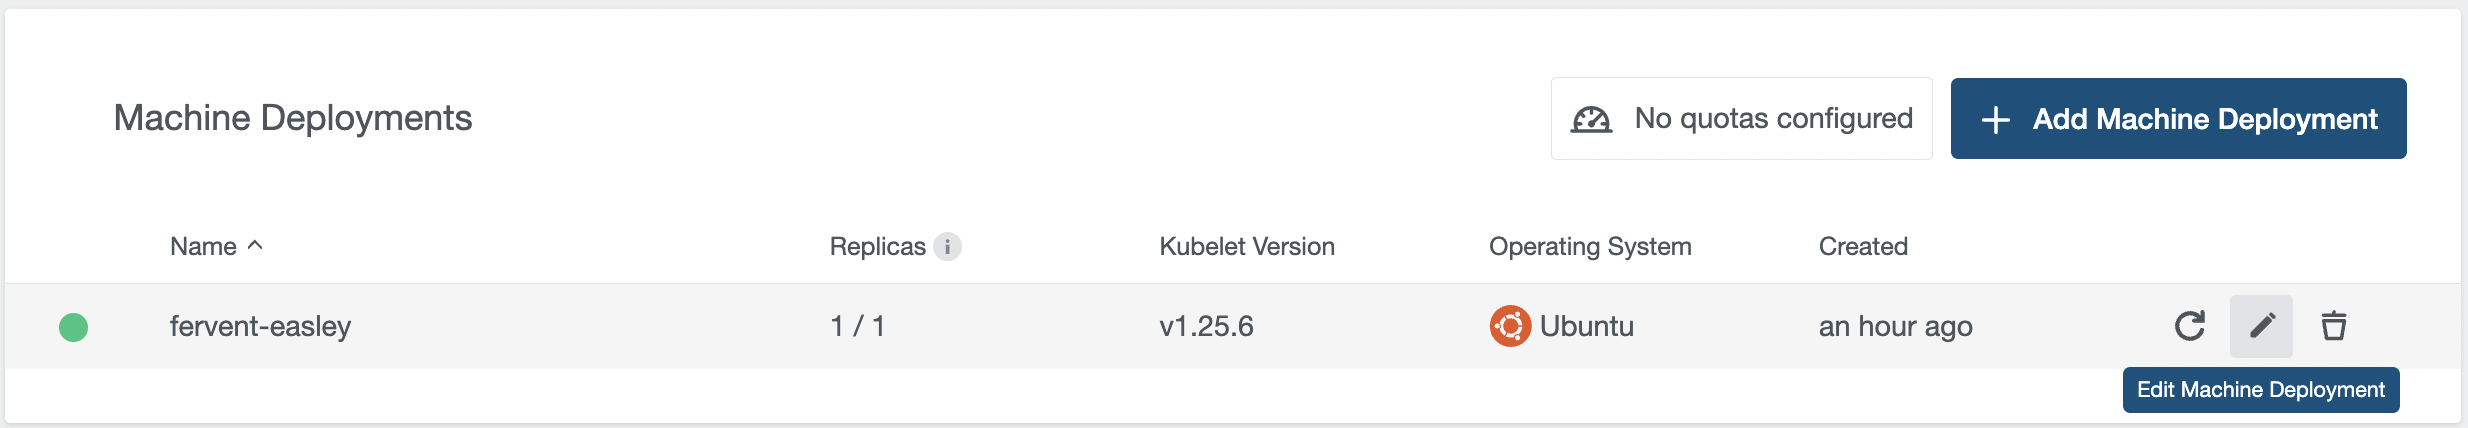 Machine Deployments
No quotas configured
Add Machine Deployment
Name
Replicas
Kubelet Version
Operating System
Created
fervent-easley
1 / 1
v1.25.6
Ubuntu
an hour ago
Edit Machine Deployment